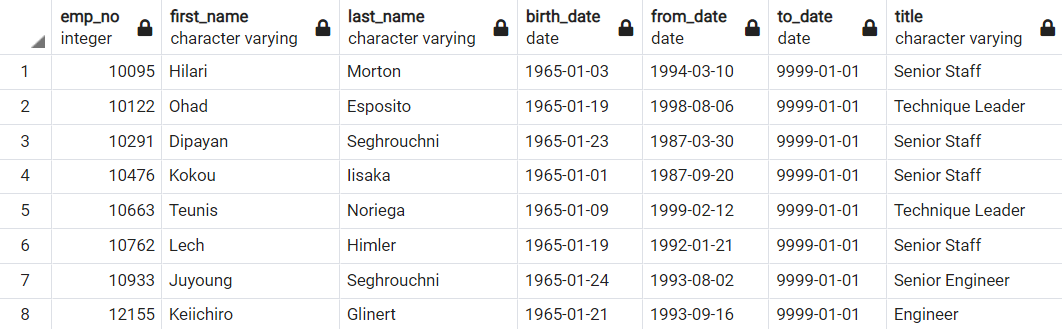 emp_no first_name last_name birth_date from_date to_date title
integer character varying character varying date date date character varying
1 10095 Hilari Morton 1965-01-03 1994-03-10 9999-01-01 Senior Staff
2 10122 Ohad Esposito 1965-01-19 1998-08-06 9999-01-01 Technique Leader
3 10291 Dipayan Seghrouchni 1965-01-23 1987-03-30 9999-01-01 Senior Staff
4 10476 Kokou Iisaka 1965-01-01 1987-09-20 9999-01-01 Senior Staff
5 10663 Teunis Noriega 1965-01-09 1999-02-12 9999-01-01 Technique Leader
6 10762 Lech Himler 1965-01-19 1992-01-21 9999-01-01 Senior Staff
7 10933 Juyoung Seghrouchni 1965-01-24 1993-08-02 9999-01-01 Senior Engineer
8 12155 Keiichiro Glinert 1965-01-21 1993-09-16 9999-01-01 Engineer